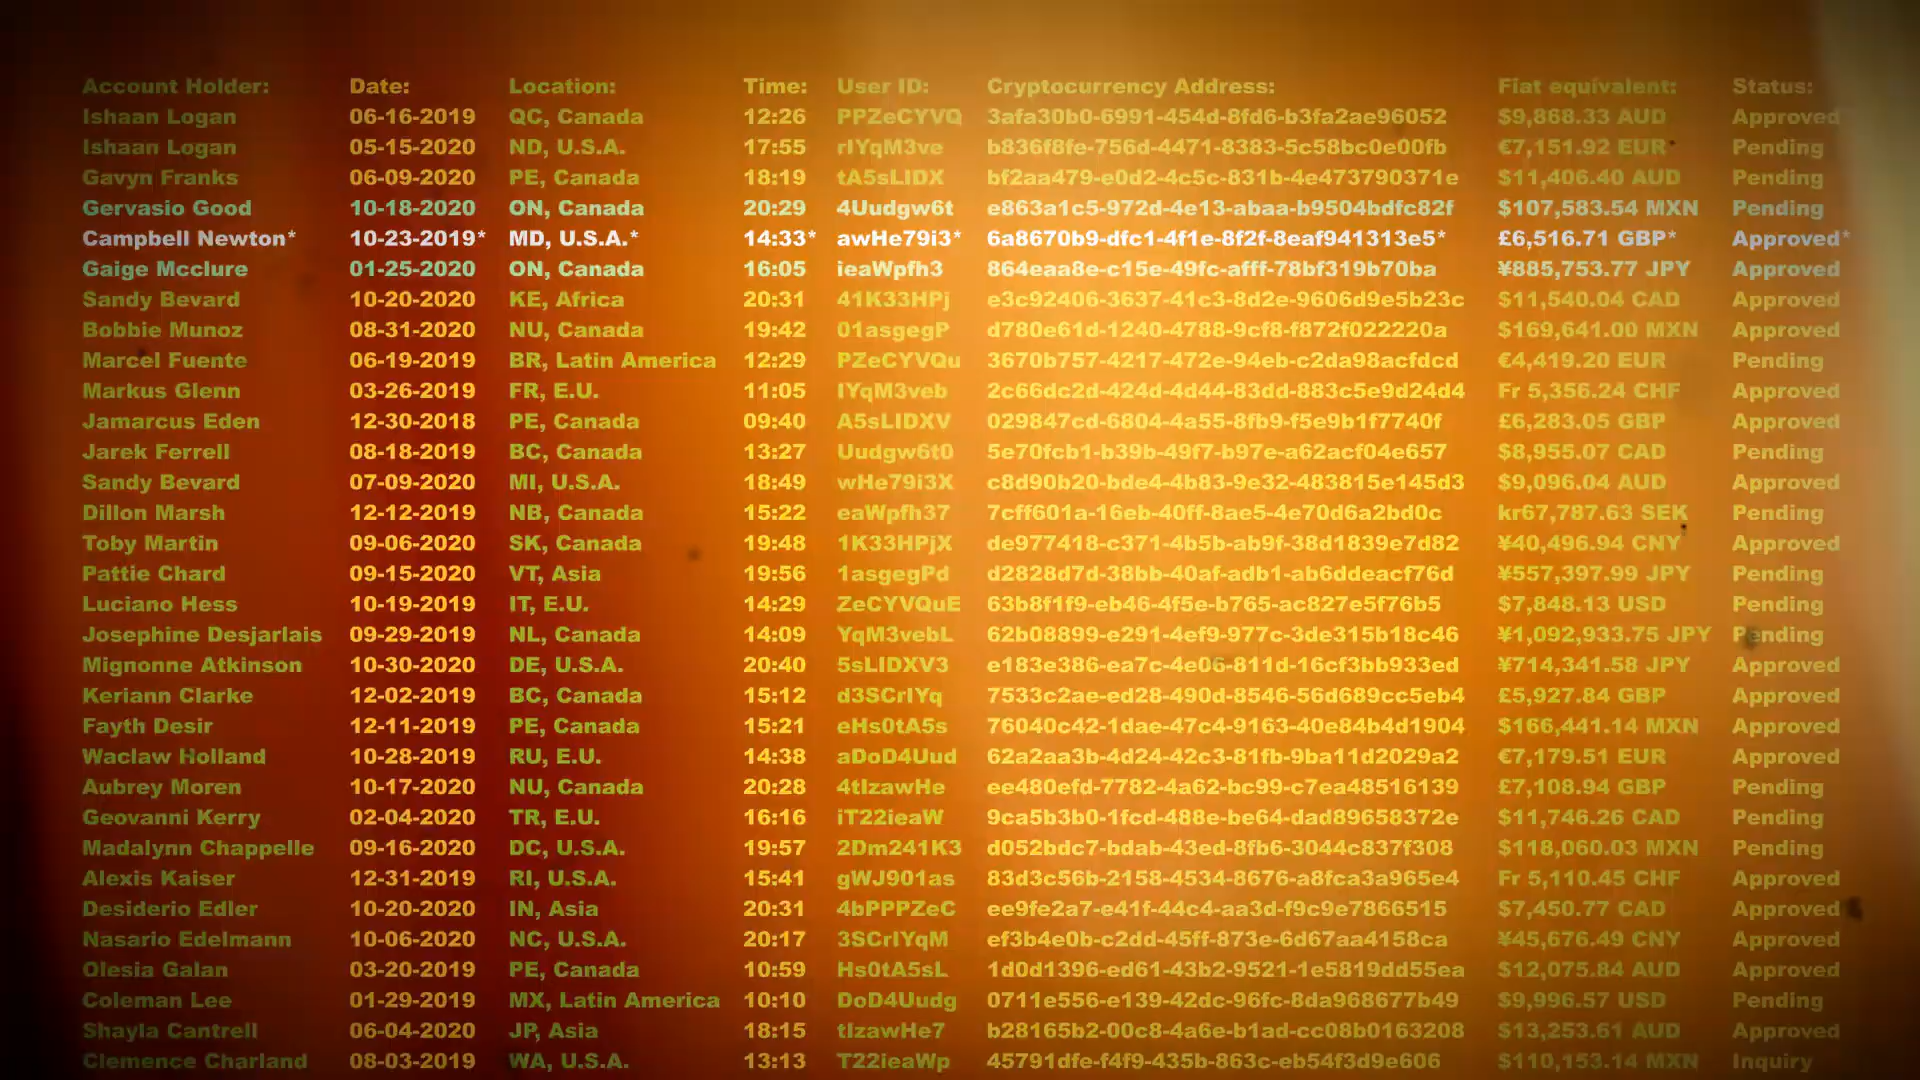 Account Holder: Date: Location: Time: User ID: Cryptocurrency Address: Fiat equivalent: Status:
Ishaan Logan 06-16-2019 QC, Canada 12:26 PPZeCYVQ 3afa30b0-6991-454d-8fd6-b3fa2ae96052 $9,868.33 AUD Approved
Ishaan Logan 05-15-2020 ND, U.S.A. 17:55 rIYqM3ve b836f8fe-756d-4471-8383-5c58bc0e00fb €7,151.92 EUR Pending
Gavyn Franks 06-09-2020 PE, Canada 18:19 tA5sLIDX bf2aa479-e0d2-4c5c-831b-4e473790371e $11,406.40 AUD Pending
Gervasio Good 10-18-2020 ON, Canada 20:29 4Uudgw6t e863a1c5-972d-4e13-abaa-b9504bdfc82f $107,583.54 MXN Pending
Campbell Newton* 10-23-2019* MD, U.S.A.* 14:33* awHe79i3* 6a8670b9-dfc1-4f1e-8f2f-8eaf941313e5* £6,516.71 GBP* Approved*
Gaige Mcclure 01-25-2020 ON, Canada 16:05 ieaWpfh3 864eaa8e-c15e-49fc-afff-78bf319b70ba ¥885,753.77 JPY Approved
Sandy Bevard 10-20-2020 KE, Africa 20:31 41K33HPj e3c92406-3637-41c3-8d2e-9606d9e5b23c $11,540.04 CAD Approved
Bobbie Munoz 08-31-2020 NU, Canada 19:42 01asgegP d780e61d-1240-4788-9cf8-f872f022220a $169,641.00 MXN Approved
Marcel Fuente 06-19-2019 BR, Latin America 12:29 PZeCYVQu 3670b757-4217-472e-94eb-c2da98acfdcd €4,419.20 EUR Pending
Markus Glenn 03-26-2019 FR, E.U. 11:05 IYqM3veb 2c66dc2d-424d-4d44-83dd-883c5e9d24d4 Fr 5,356.24 CHF Approved
Jamarcus Eden 12-30-2018 PE, Canada 09:40 A5sLIDXV 029847cd-6804-4a55-8fb9-f5e9b1f7740f £6,283.05 GBP Approved
Jarek Ferrell 08-18-2019 BC, Canada 13:27 Uudgw6t0 5e70fcb1-b39b-49f7-b97e-a62acf04e657 $8,955.07 CAD Pending
Sandy Bevard 07-09-2020 MI, U.S.A. 18:49 wHe79i3X c8d90b20-bde4-4b83-9e32-483815e145d3 $9,096.04 AUD Approved
Dillon Marsh 12-12-2019 NB, Canada 15:22 eaWpfh37 7cff601a-16eb-40ff-8ae5-4e70d6a2bd0c kr67,787.63 SEK Pending
Toby Martin 09-06-2020 SK, Canada 19:48 1K33HPjX de977418-c371-4b5b-ab9f-38d1839e7d82 ¥40,496.94 CNY Approved
Pattie Chard 09-15-2020 VT, Asia 19:56 1asgegPd d2828d7d-38bb-40af-adb1-ab6ddeacf76d ¥557,397.99 JPY Pending
Luciano Hess 10-19-2019 IT, E.U. 14:29 ZeCYVQuE 63b8f1f9-eb46-4f5e-b765-ac827e5f76b5 $7,848.13 USD Pending
Josephine Desjarlais 09-29-2019 NL, Canada 14:09 YqM3vebL 62b08899-e291-4ef9-977c-3de315b18c46 ¥1,092,933.75 JPY Pending
Mignonne Atkinson 10-30-2020 DE, U.S.A. 20:40 5sLIDXV3 e183e386-ea7c-4e06-811d-16cf3bb933ed ¥714,341.58 JPY Approved
Keriann Clarke 12-02-2019 BC, Canada 15:12 d3SCrIYq 7533c2ae-ed28-490d-8546-56d689cc5eb4 £5,927.84 GBP Approved
Fayth Desir 12-11-2019 PE, Canada 15:21 eHs0tA5s 76040c42-1dae-47c4-9163-40e84b4d1904 $166,441.14 MXN Approved
Waclaw Holland 10-28-2019 RU, E.U. 14:38 aDoD4Uud 62a2aa3b-4d24-42c3-81fb-9ba11d2029a2 €7,179.51 EUR Approved
Aubrey Moren 10-17-2020 NU, Canada 20:28 4tIzawHe ee480efd-7782-4a62-bc99-c7ea48516139 £7,108.94 GBP Pending
Geovanni Kerry 02-04-2020 TR, E.U. 16:16 iT22ieaW 9ca5b3b0-1fcd-488e-be64-dad89658372e $11,746.26 CAD Pending
Madalynn Chappelle 09-16-2020 DC, U.S.A. 19:57 2Dm241K3 d052bdc7-bdab-43ed-8fb6-3044c837f308 $118,060.03 MXN Pending
Alexis Kaiser 12-31-2019 RI, U.S.A. 15:41 gWJ901as 83d3c56b-2158-4534-8676-a8fca3a965e4 Fr 5,110.45 CHF Approved
Desiderio Edler 10-20-2020 IN, Asia 20:31 4bPPPZeC ee9fe2a7-e41f-44c4-aa3d-f9c9e7866515 $7,450.77 CAD Approved
Nasario Edelmann 10-06-2020 NC, U.S.A. 20:17 3SCrIYqM ef3b4e0b-c2dd-45ff-873e-6d67aa4158ca ¥45,676.49 CNY Approved
Olesia Galan 03-20-2019 PE, Canada 10:59 Hs0tA5sL 1d0d1396-ed61-43b2-9521-1e5819dd55ea $12,075.84 AUD Approved
Coleman Lee 01-29-2019 MX, Latin America 10:10 DoD4Uudg 0711e556-e139-42dc-96fc-8da968677b49 $9,996.57 USD Pending
Shayla Cantrell 06-04-2020 JP, Asia 18:15 tIzawHe7 b28165b2-00c8-4a6e-b1ad-cc08b0163208 $13,253.61 AUD Approved
Clemence Charland 08-03-2019 WA, U.S.A. 13:13 T22ieaWp 45791dfe-f4f9-435b-863c-eb54f3d9e606 $110,153.14 MXN Inquiry